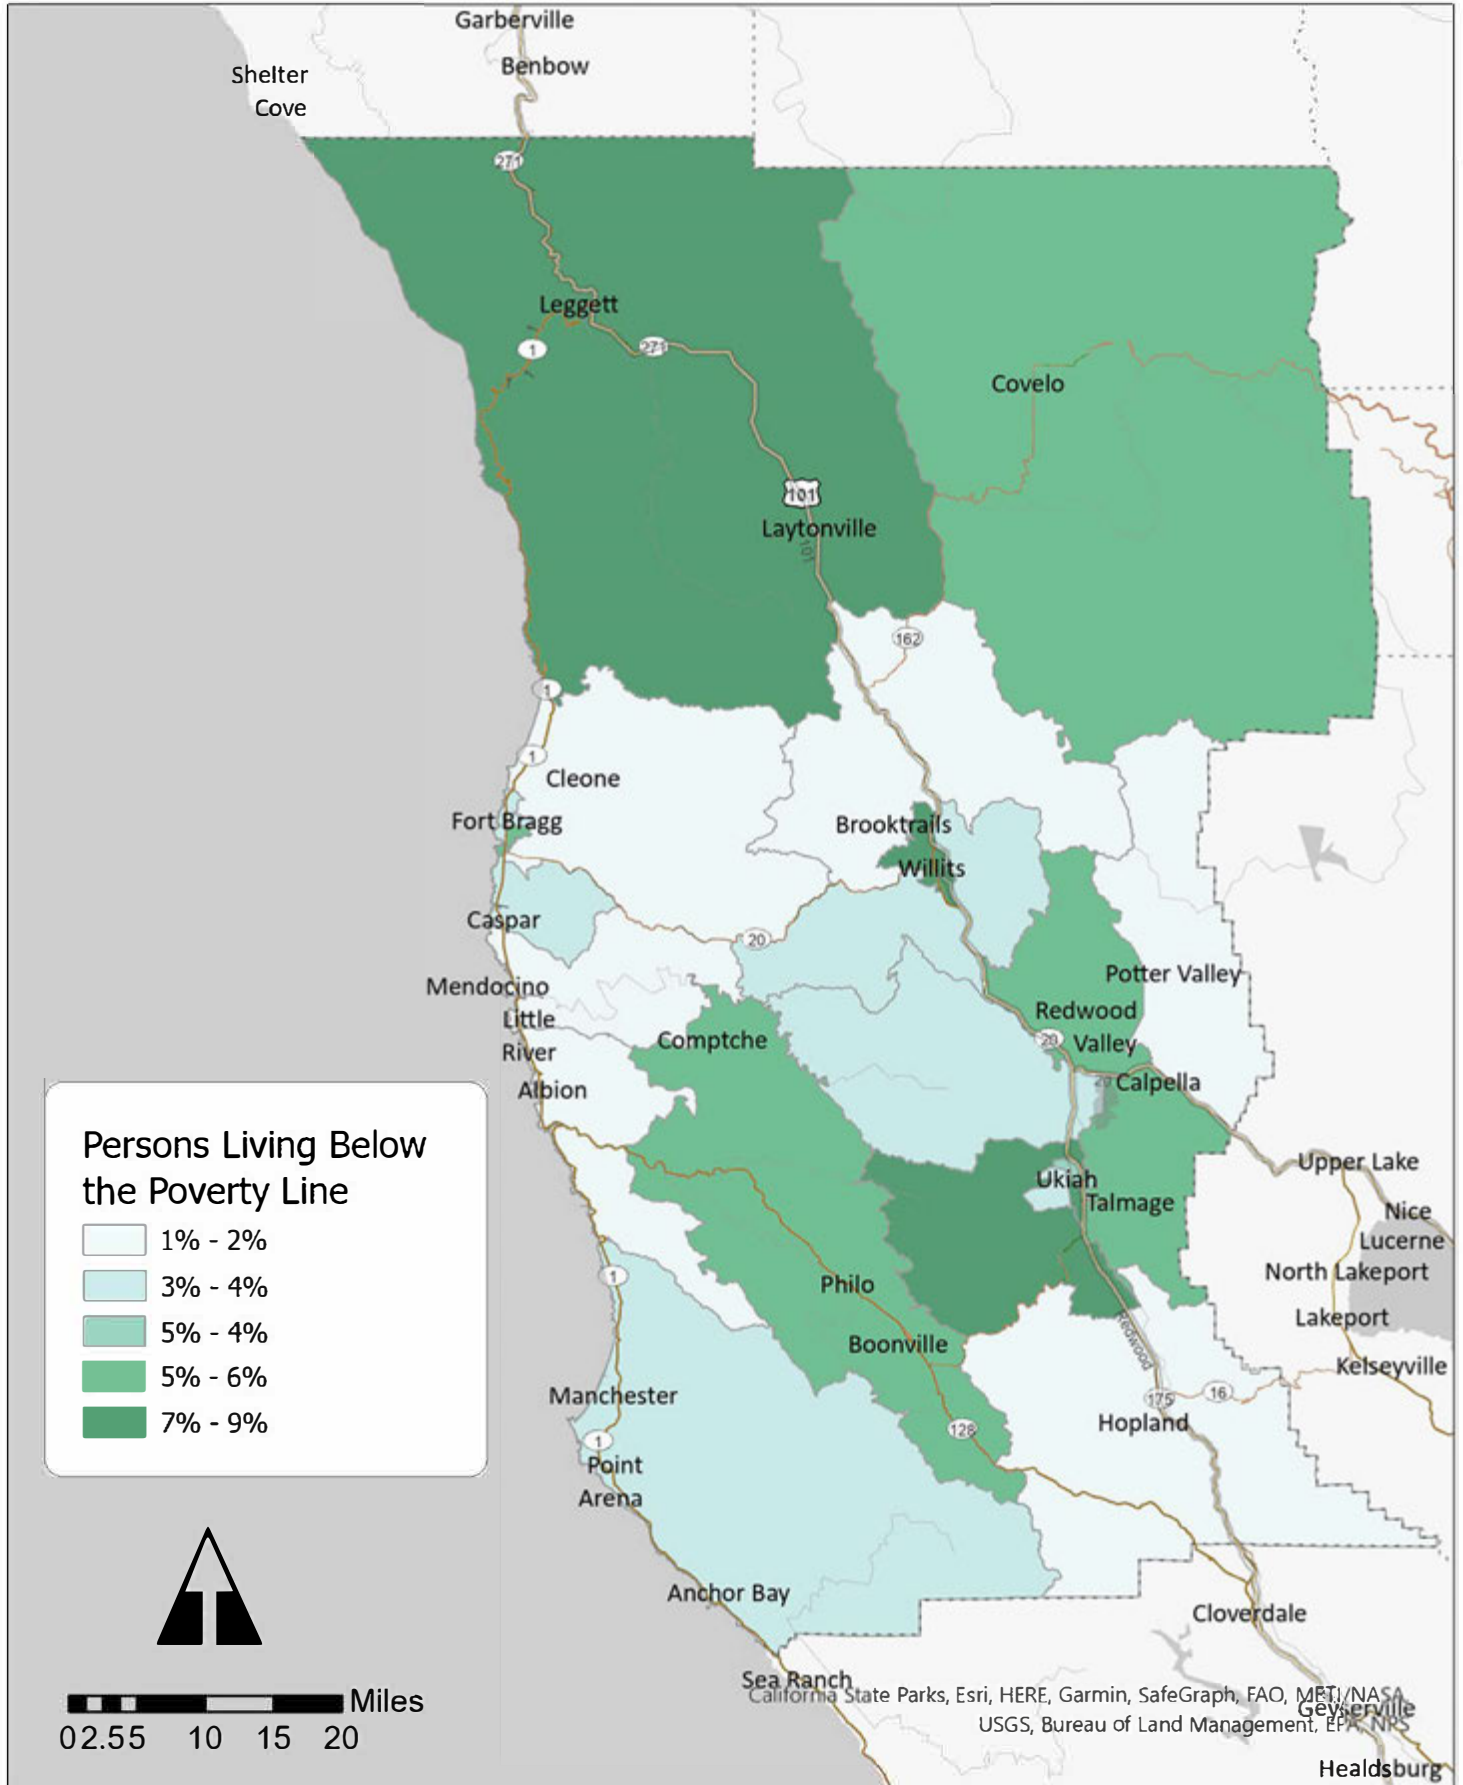 Garberville
Benbow
Shelter
Cove
271
Leggett
1
271
Covelo
101
Laytonville
101
162
1
1
Cleone
Fort Bragg
Brooktrails
Willits
Caspar
20
Potter Valley
Mendocino
Little
River
Redwood
Valley
20
Comptche
Albion
20
Calpella
Persons Living Below
the Poverty Line
1% - 2%
3% - 4%
5% - 4%
5% - 6%
7% - 9%
Ukiah
Talmage
Upper Lake
Nice
Lucerne
North Lakeport
Lakeport
Kelseyville
1
Philo
Boonville
Redwood
Manchester
175
16
Hopland
128
1
Point
Arena
Anchor Bay
Cloverdale
Sea Ranch
California State Parks, Esri, HERE, Garmin, SafeGraph, FAO, METI/NASA,
USGS, Bureau of Land Management, EPA, NPS
Geyserville
Healdsburg
Miles
0 2.5 5 10 15 20